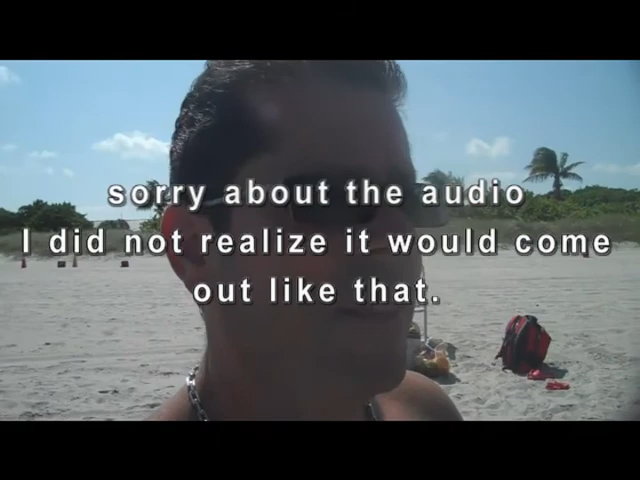 sorry about the audio
I did not realize it would come
out like that.